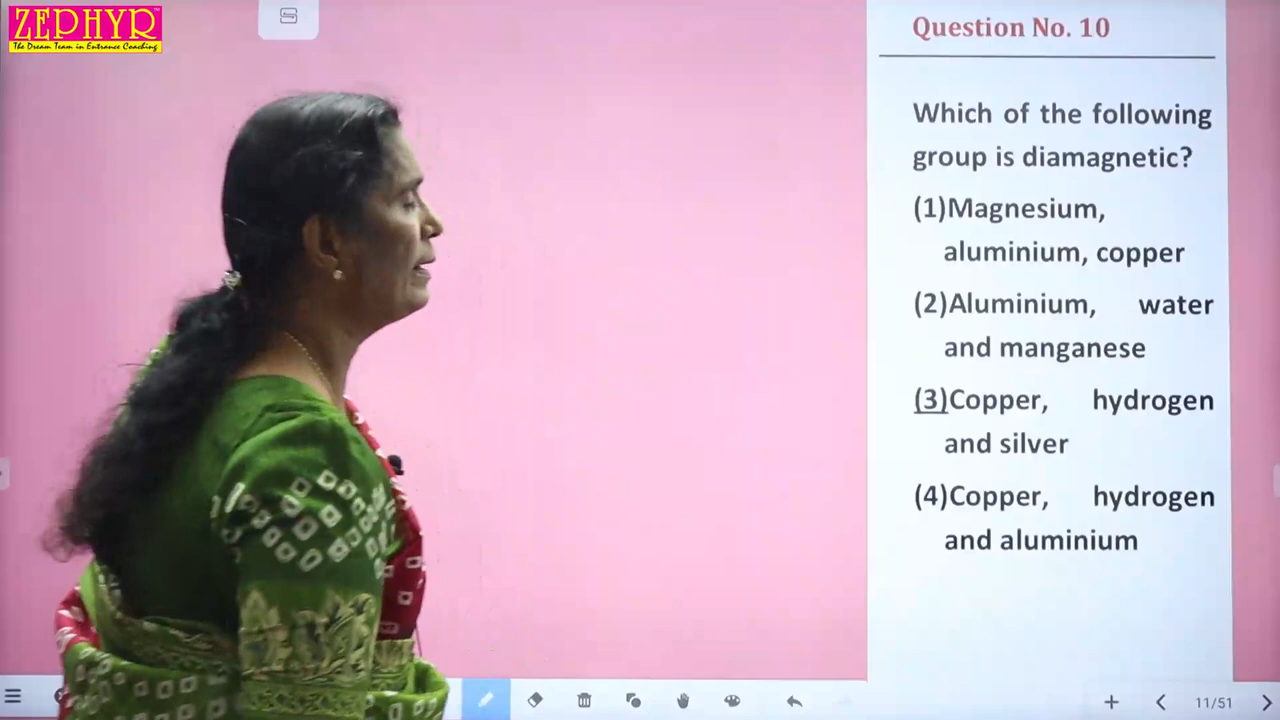 ZEPHYR™
The Dream Team in Entrance Coaching
Question No. 10
Which of the following
group is diamagnetic?
(1)Magnesium,
aluminium, copper
(2)Aluminium, water
and manganese
(3)Copper, hydrogen
and silver
(4)Copper, hydrogen
and aluminium
11/51